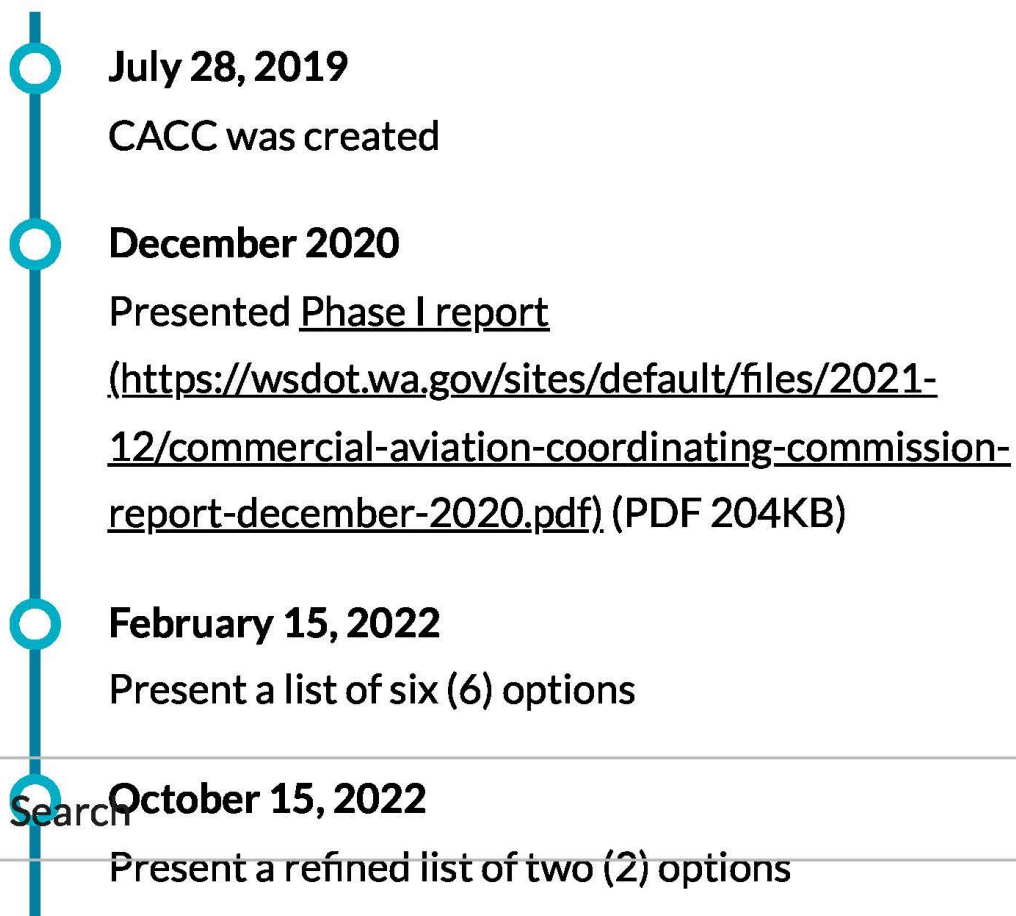 July 28, 2019
CACC was created
December 2020
Presented Phase I report
(https://wsdot.wa.gov/sites/default/files/2021-
12/commercial-aviation-coordinating-commission-
report-december-2020.pdf) (PDF 204KB)
February 15, 2022
Present a list of six (6) options
October 15, 2022
Search
Present a refined list of two (2) options